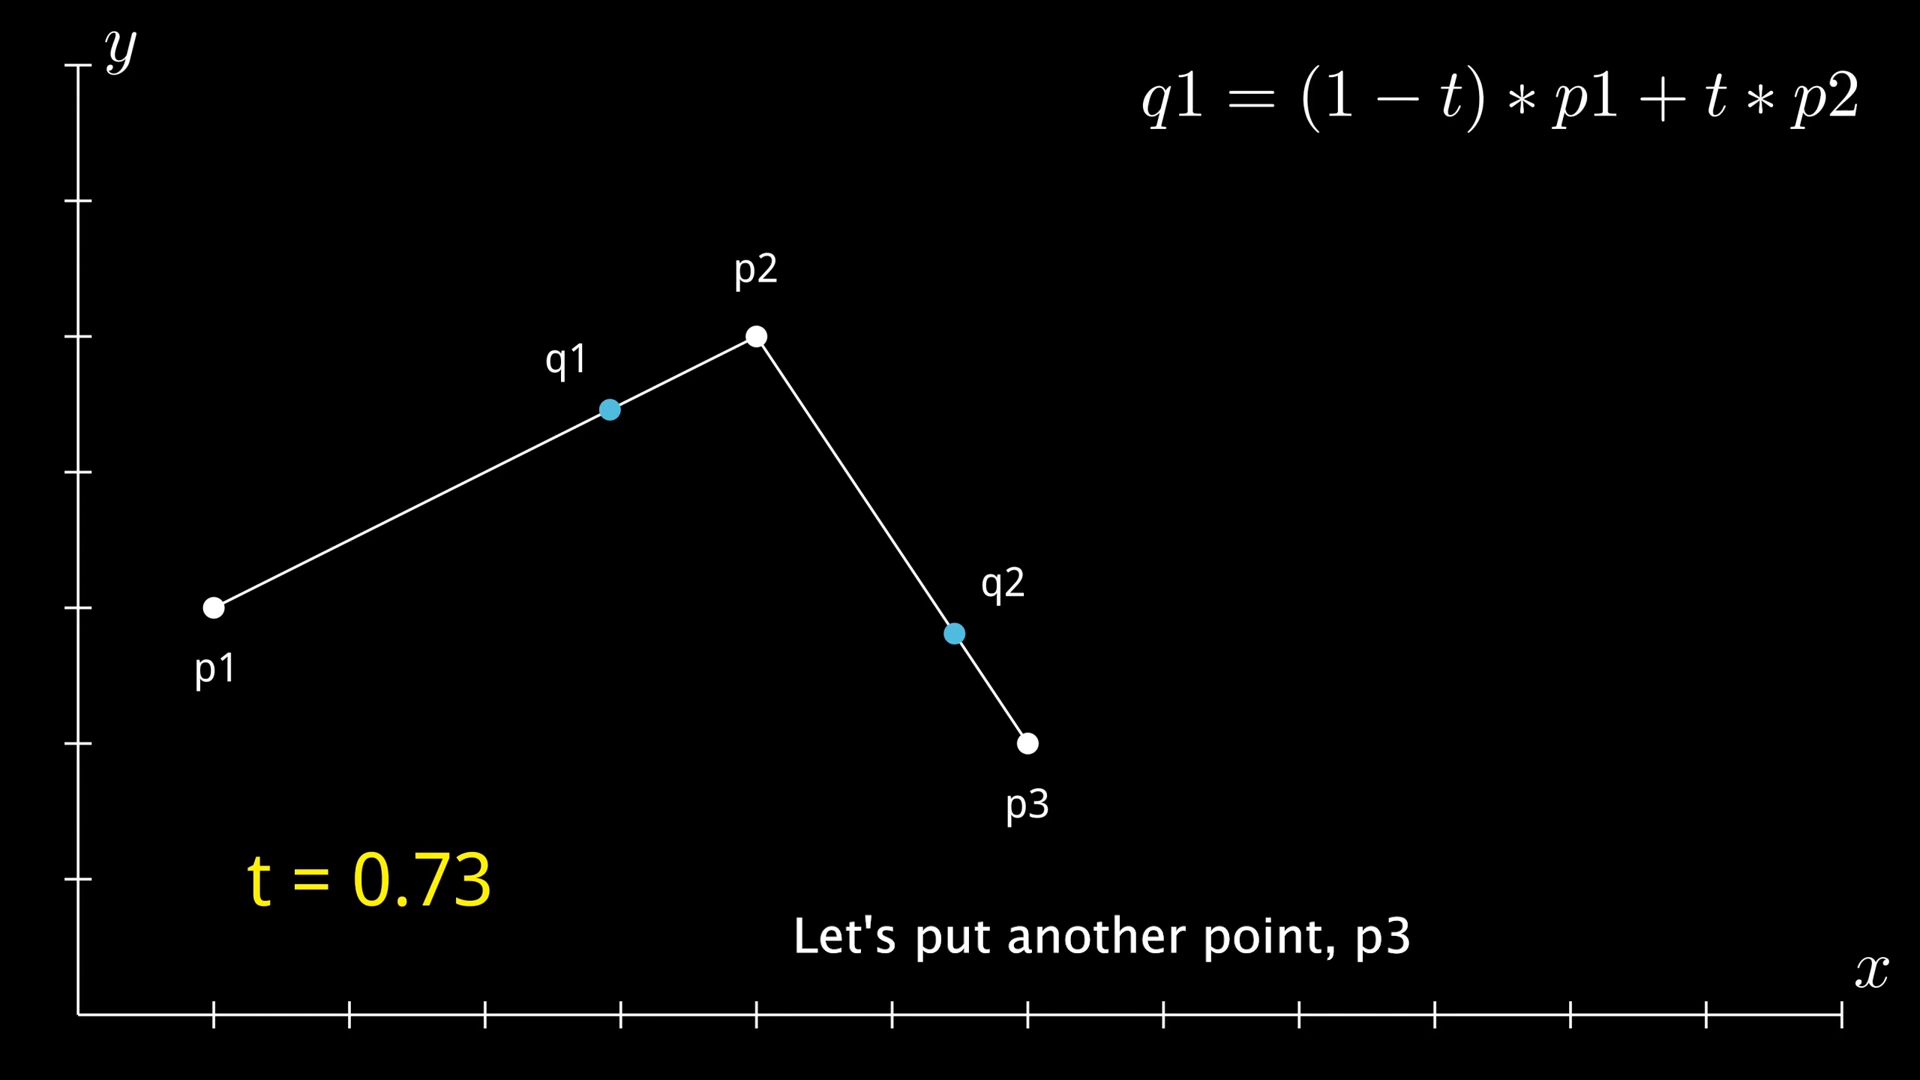 y
q1 = (1 − t) ∗ p1 + t ∗ p2
p2
q1
q2
p1
p3
t = 0.73
Let's put another point, p3
x